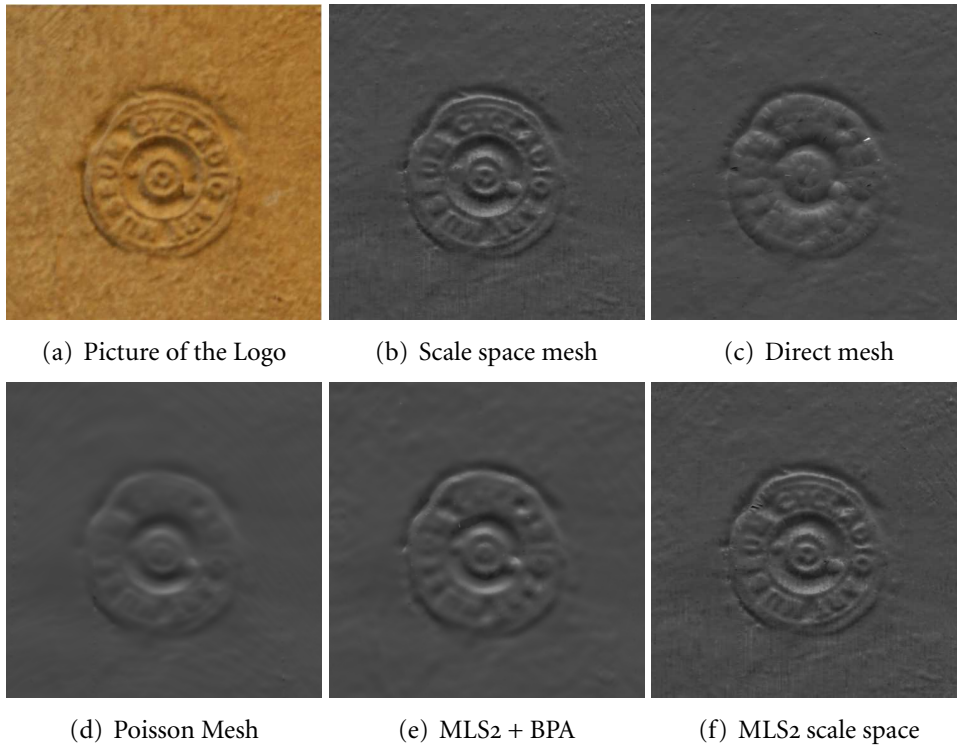 (a) Picture of the Logo
(b) Scale space mesh
(c) Direct mesh
(d) Poisson Mesh
(e) MLS2 + BPA
(f) MLS2 scale space